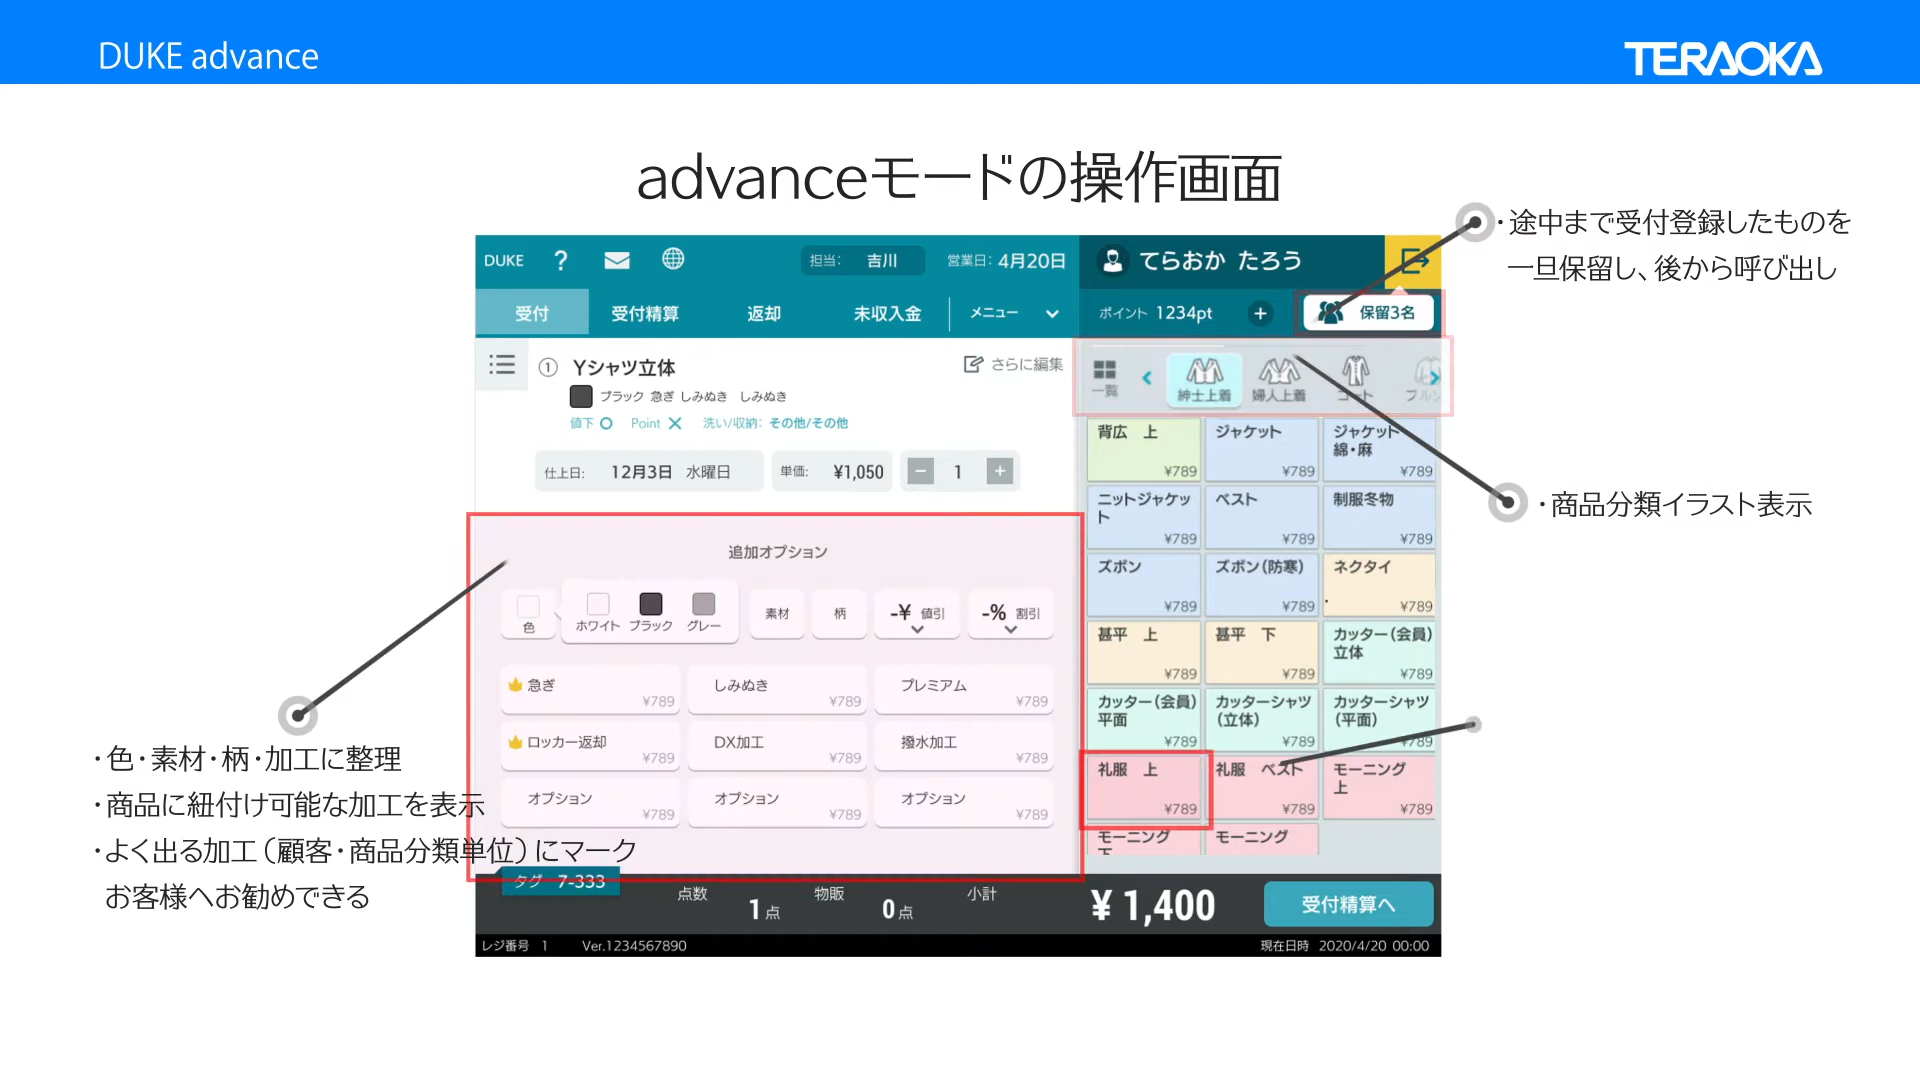 DUKE advance
TERAOKA
advanceモードの操作画面
・途中まで受付登録したものを
一旦保留し、後から呼び出し
DUKE ? 担当: 吉川 営業日: 4月20日 てらおか たろう
受付 受付精算 返却 未収入金 メニュー ポイント 1234pt + 保留3名
① Yシャツ立体 さらに編集
ブラック 急ぎ しみぬき しみぬき
値下 Point 洗い/収納: その他/その他
仕上日: 12月3日 水曜日 単価: ¥1,050 − 1 +
一覧 紳士上着 婦人上着 コート ブルゾ
背広 上 ¥789
ジャケット ¥789
ジャケット
綿・麻 ¥789
ニットジャケッ
ト ¥789
ベスト ¥789
制服冬物 ¥789
・商品分類イラスト表示
ズボン ¥789
ズボン(防寒) ¥789
ネクタイ ¥789
甚平 上 ¥789
甚平 下 ¥789
カッター(会員)
立体 ¥789
カッター(会員)
平面 ¥789
カッターシャツ
(立体) ¥789
カッターシャツ
(平面) ¥789
礼服 上 ¥789
礼服 ベスト ¥789
モーニング
上 ¥789
モーニング
下
モーニング
追加オプション
色 ホワイト ブラック グレー 素材 柄 -¥ 値引 -% 割引
急ぎ ¥789 しみぬき ¥789 プレミアム ¥789
ロッカー返却 ¥789 DX加工 ¥789 撥水加工 ¥789
オプション ¥789 オプション ¥789 オプション ¥789
・色・素材・柄・加工に整理
・商品に紐付け可能な加工を表示
・よく出る加工(顧客・商品分類単位)にマーク
お客様へお勧めできる
タグ 7-333
点数 1点 物販 0点 小計 ¥ 1,400 受付精算へ
レジ番号 1 Ver.1234567890 現在日時 2020/4/20 00:00